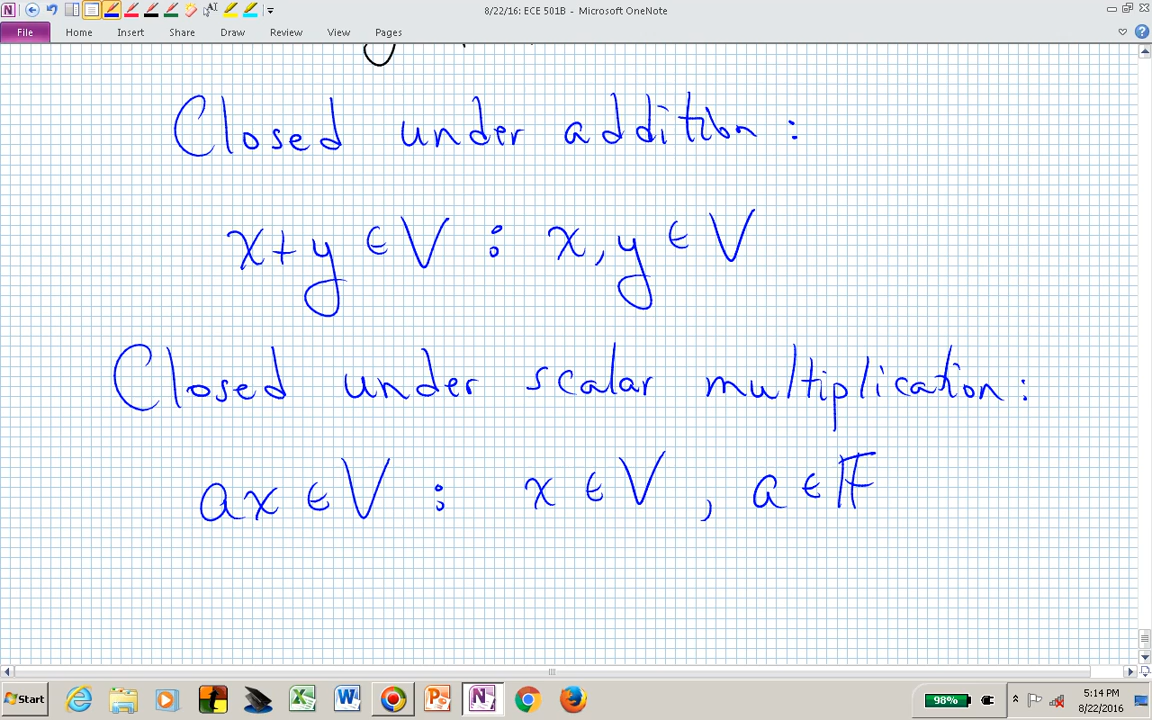 8/22/16: ECE 501B - Microsoft OneNote
File Home Insert Share Draw Review View Pages
Closed under addition :
x+y ∈ V : x, y ∈ V
Closed under scalar multiplication :
ax ∈ V : x ∈ V , a ∈ 𝔽
Start
98%
5:14 PM
8/22/2016